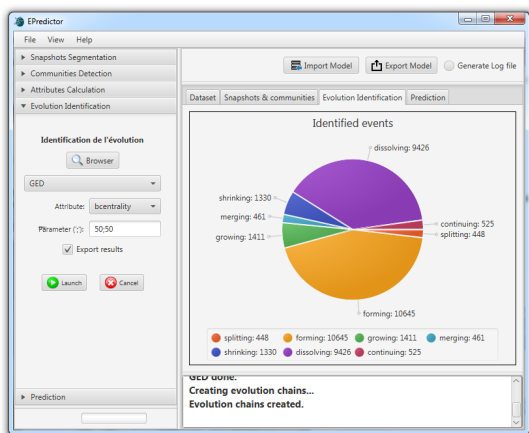 EPredictor
File View Help
Snapshots Segmentation
Communities Detection
Attributes Calculation
Evolution Identification
Identification de l'évolution
Browser
GED
Attribute: bcentrality
Parameter (';'): 50;50
Export results
Launch Cancel
Prediction
Import Model Export Model Generate Log file
Dataset Snapshots & communities Evolution Identification Prediction
Identified events
dissolving: 9426
shrinking: 1330
merging: 461
growing: 1411
continuing: 525
splitting: 448
forming: 10645
splitting: 448 forming: 10645 growing: 1411 merging: 461
shrinking: 1330 dissolving: 9426 continuing: 525
GED done.
Creating evolution chains...
Evolution chains created.